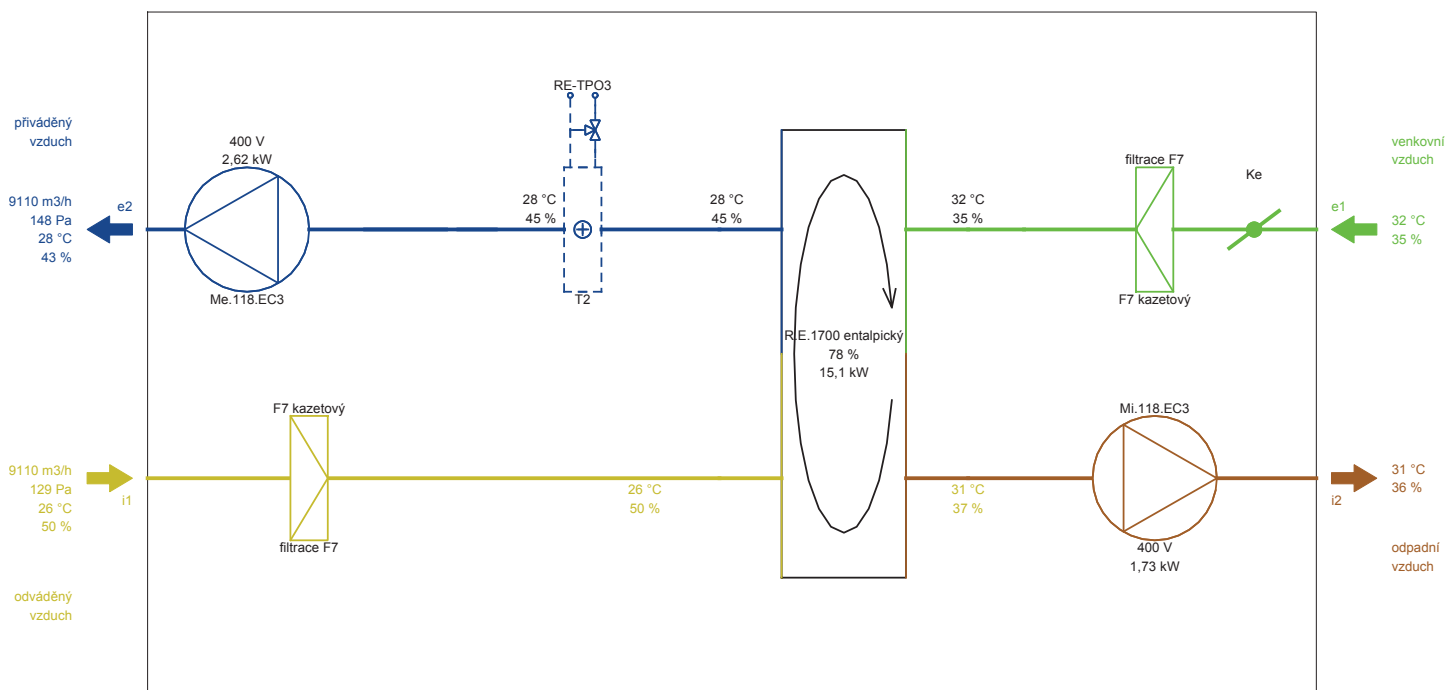 RE-TPO3
přiváděný
vzduch
400 V
2,62 kW
venkovní
vzduch
filtrace F7
Ke
9110 m3/h
148 Pa
28 °C
43 %
e2
28 °C
45 %
28 °C
45 %
32 °C
35 %
e1
32 °C
35 %
Me.118.EC3
T2
F7 kazetový
R.E.1700 entalpický
78 %
15,1 kW
F7 kazetový
Mi.118.EC3
9110 m3/h
129 Pa
26 °C
50 %
i1
26 °C
50 %
31 °C
37 %
31 °C
36 %
i2
filtrace F7
400 V
1,73 kW
odpadní
vzduch
odváděný
vzduch